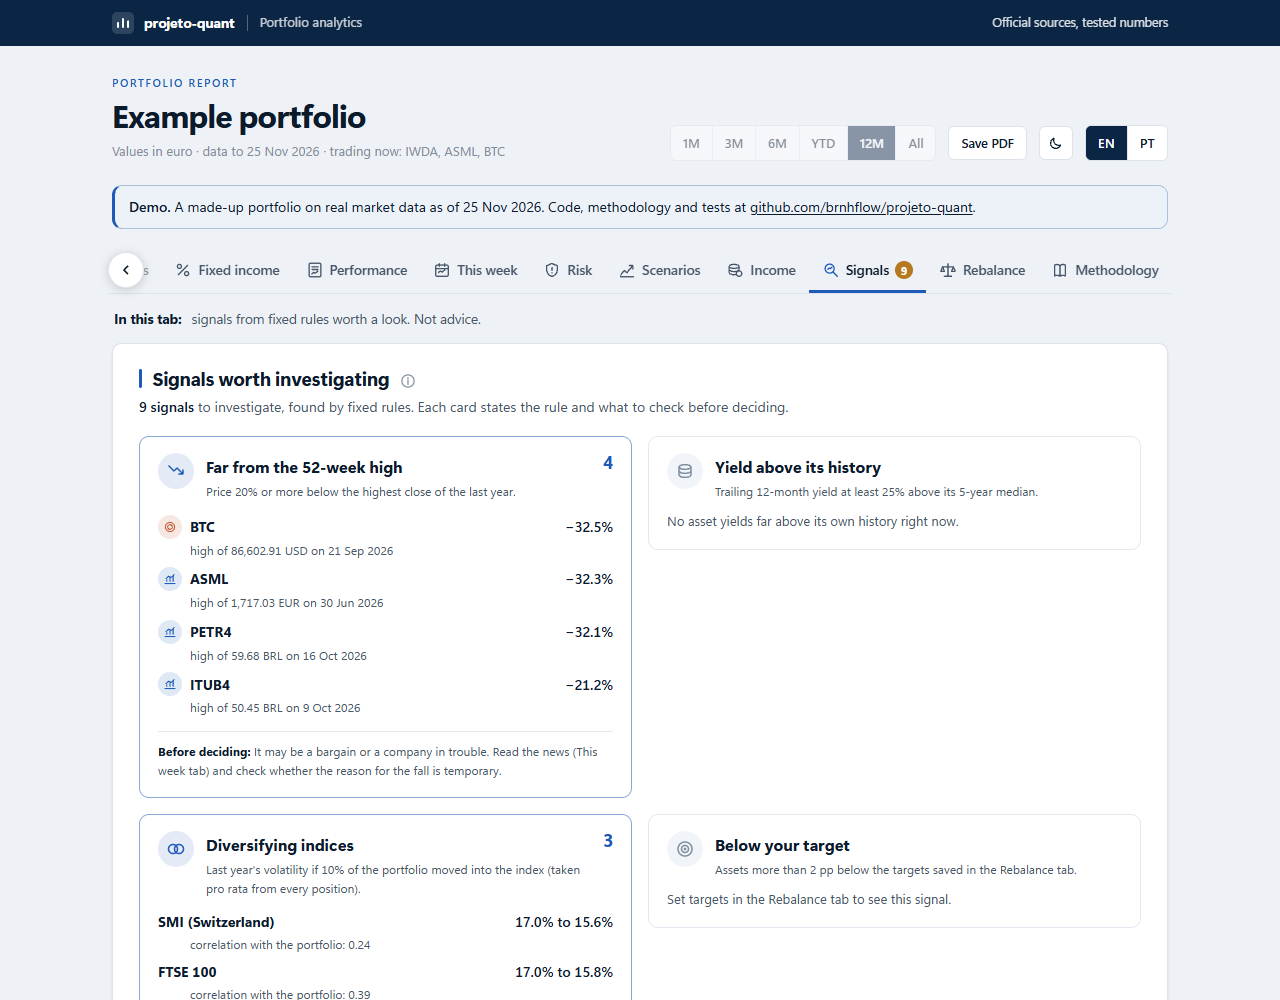 projeto-quant
Portfolio analytics
Official sources, tested numbers
PORTFOLIO REPORT
Example portfolio
Values in euro · data to 25 Nov 2026 · trading now: IWDA, ASML, BTC
1M 3M 6M YTD 12M All
Save PDF
EN PT
Demo. A made-up portfolio on real market data as of 25 Nov 2026. Code, methodology and tests at github.com/brnhflow/projeto-quant.
s Fixed income Performance This week Risk Scenarios Income Signals 9 Rebalance Methodology
In this tab: signals from fixed rules worth a look. Not advice.
Signals worth investigating
9 signals to investigate, found by fixed rules. Each card states the rule and what to check before deciding.
Far from the 52-week high 4
Price 20% or more below the highest close of the last year.
BTC −32.5%
high of 86,602.91 USD on 21 Sep 2026
ASML −32.3%
high of 1,717.03 EUR on 30 Jun 2026
PETR4 −32.1%
high of 59.68 BRL on 16 Oct 2026
ITUB4 −21.2%
high of 50.45 BRL on 9 Oct 2026
Before deciding: It may be a bargain or a company in trouble. Read the news (This
week tab) and check whether the reason for the fall is temporary.
Yield above its history
Trailing 12-month yield at least 25% above its 5-year median.
No asset yields far above its own history right now.
Diversifying indices 3
Last year's volatility if 10% of the portfolio moved into the index (taken
pro rata from every position).
SMI (Switzerland) 17.0% to 15.6%
correlation with the portfolio: 0.24
FTSE 100 17.0% to 15.8%
correlation with the portfolio: 0.39
Below your target
Assets more than 2 pp below the targets saved in the Rebalance tab.
Set targets in the Rebalance tab to see this signal.